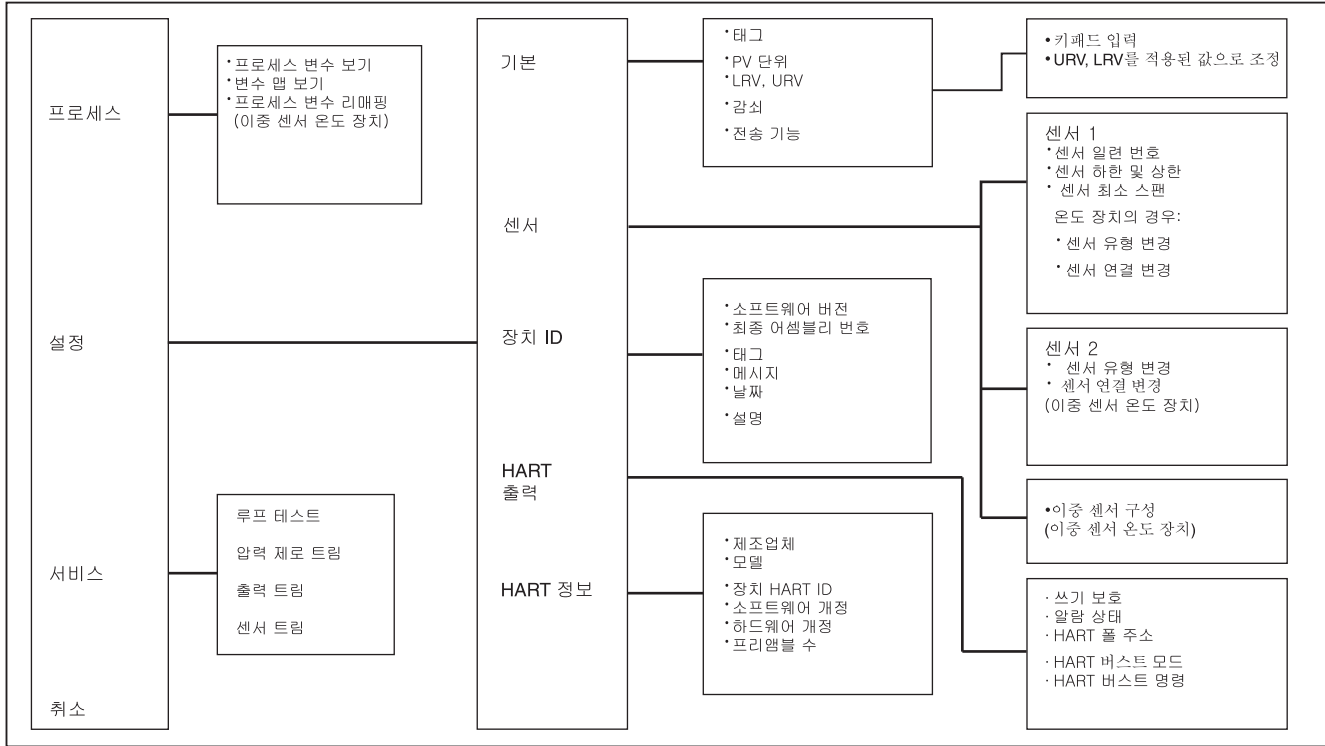 프로세스
설정
서비스
취소
•프로세스 변수 보기
•변수 맵 보기
•프로세스 변수 리매핑
(이중 센서 온도 장치)
루프 테스트
압력 제로 트림
출력 트림
센서 트림
기본
센서
장치 ID
HART
출력
HART 정보
•태그
•PV 단위
•LRV, URV
•감쇠
•전송 기능
•소프트웨어 버전
•최종 어셈블리 번호
•태그
•메시지
•날짜
•설명
•제조업체
•모델
•장치 HART ID
•소프트웨어 개정
•하드웨어 개정
•프리앰블 수
•키패드 입력
•URV, LRV를 적용된 값으로 조정
센서 1
•센서 일련 번호
•센서 하한 및 상한
• 센서 최소 스팬
온도 장치의 경우:
• 센서 유형 변경
• 센서 연결 변경
센서 2
• 센서 유형 변경
• 센서 연결 변경
(이중 센서 온도 장치)
•이중 센서 구성
(이중 센서 온도 장치)
· 쓰기 보호
· 알람 상태
· HART 폴 주소
· HART 버스트 모드
· HART 버스트 명령